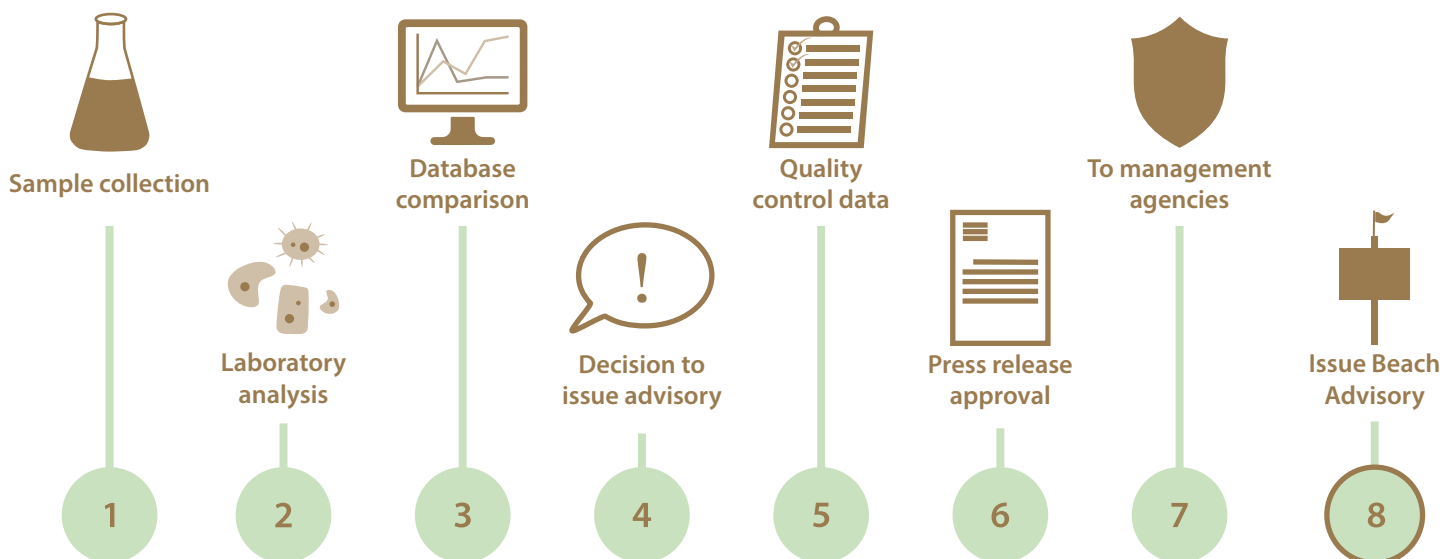 Sample collection
1
Laboratory
analysis
2
Database
comparison
3
!
Decision to
issue advisory
4
Quality
control data
5
Press release
approval
6
To management
agencies
7
Issue Beach
Advisory
8